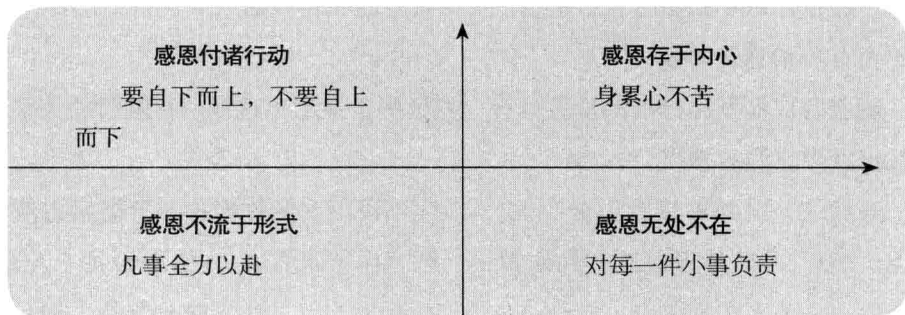 感恩付诸行动
要自下而上，不要自上
而下
感恩存于内心
身累心不苦
感恩不流于形式
凡事全力以赴
感恩无处不在
对每一件小事负责